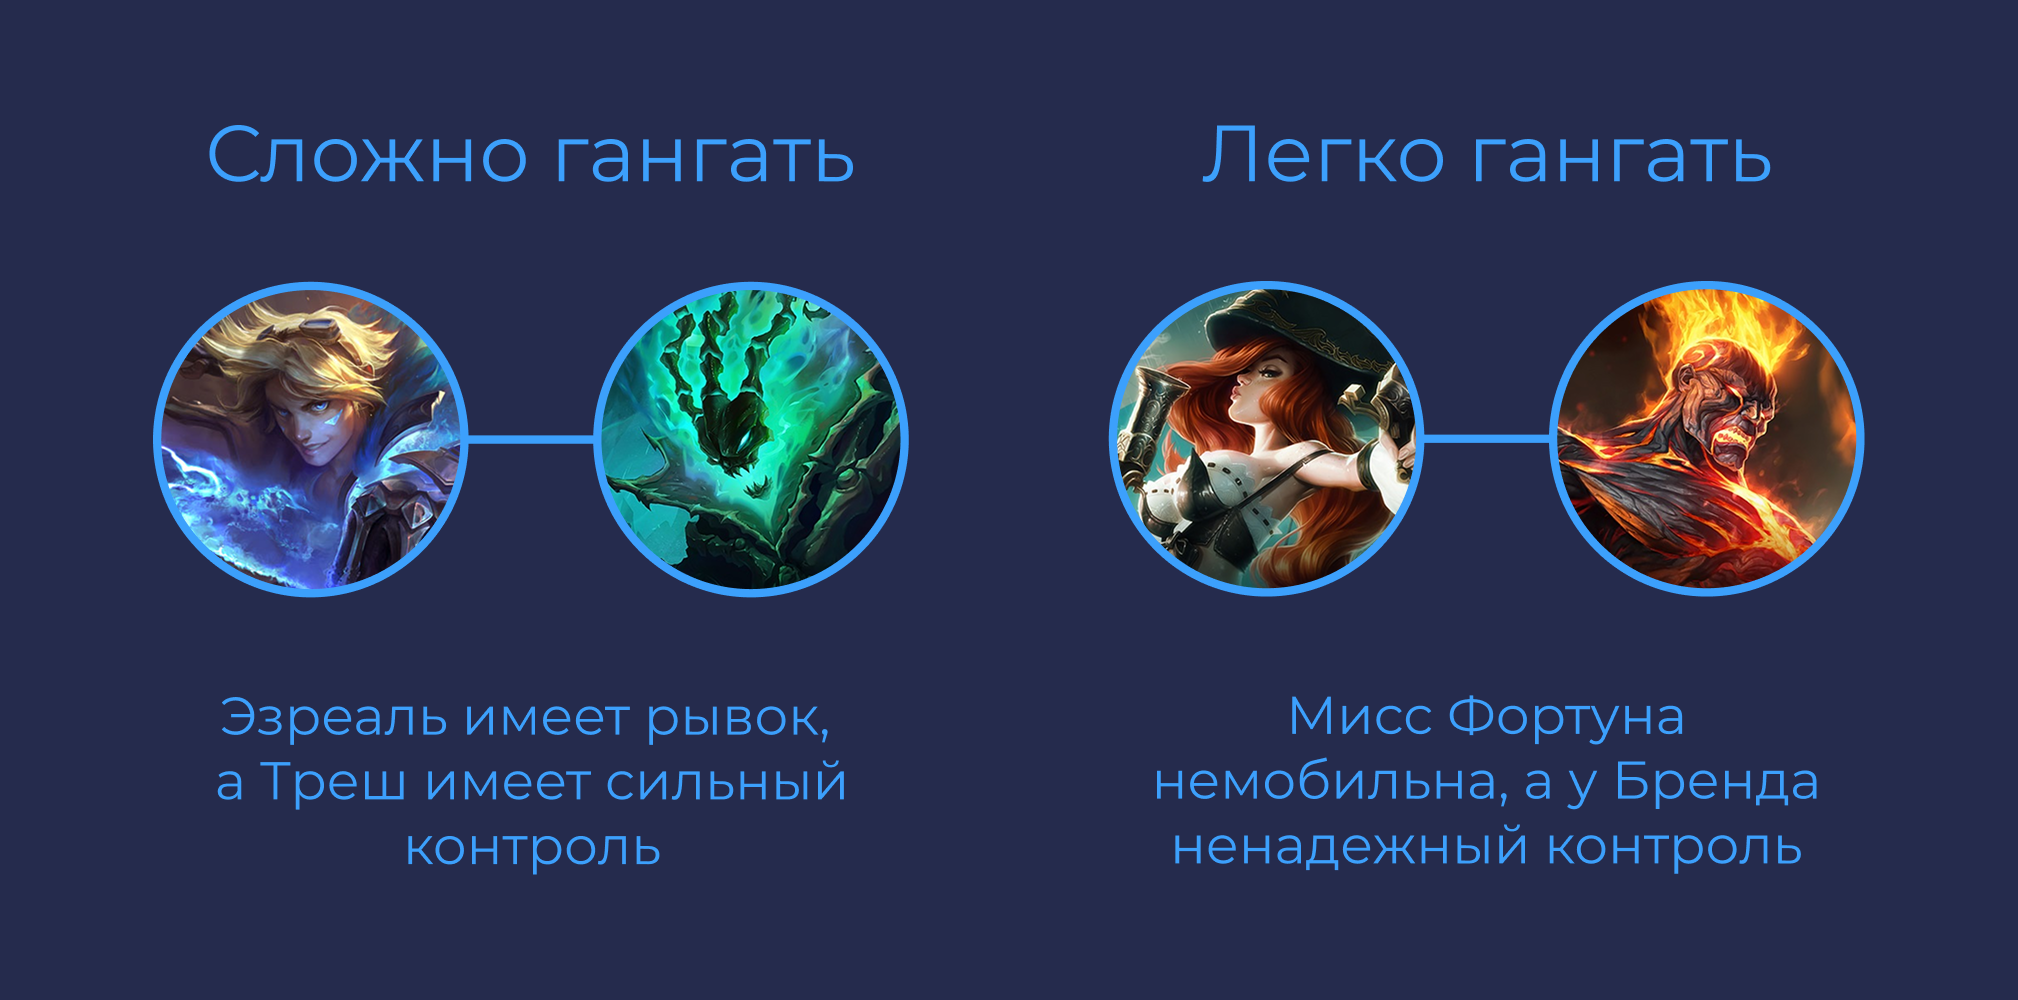 Сложно гангать
Эзреаль имеет рывок,
а Треш имеет сильный
контроль
Легко гангать
Мисс Фортуна
немобильна, а у Бренда
ненадежный контроль